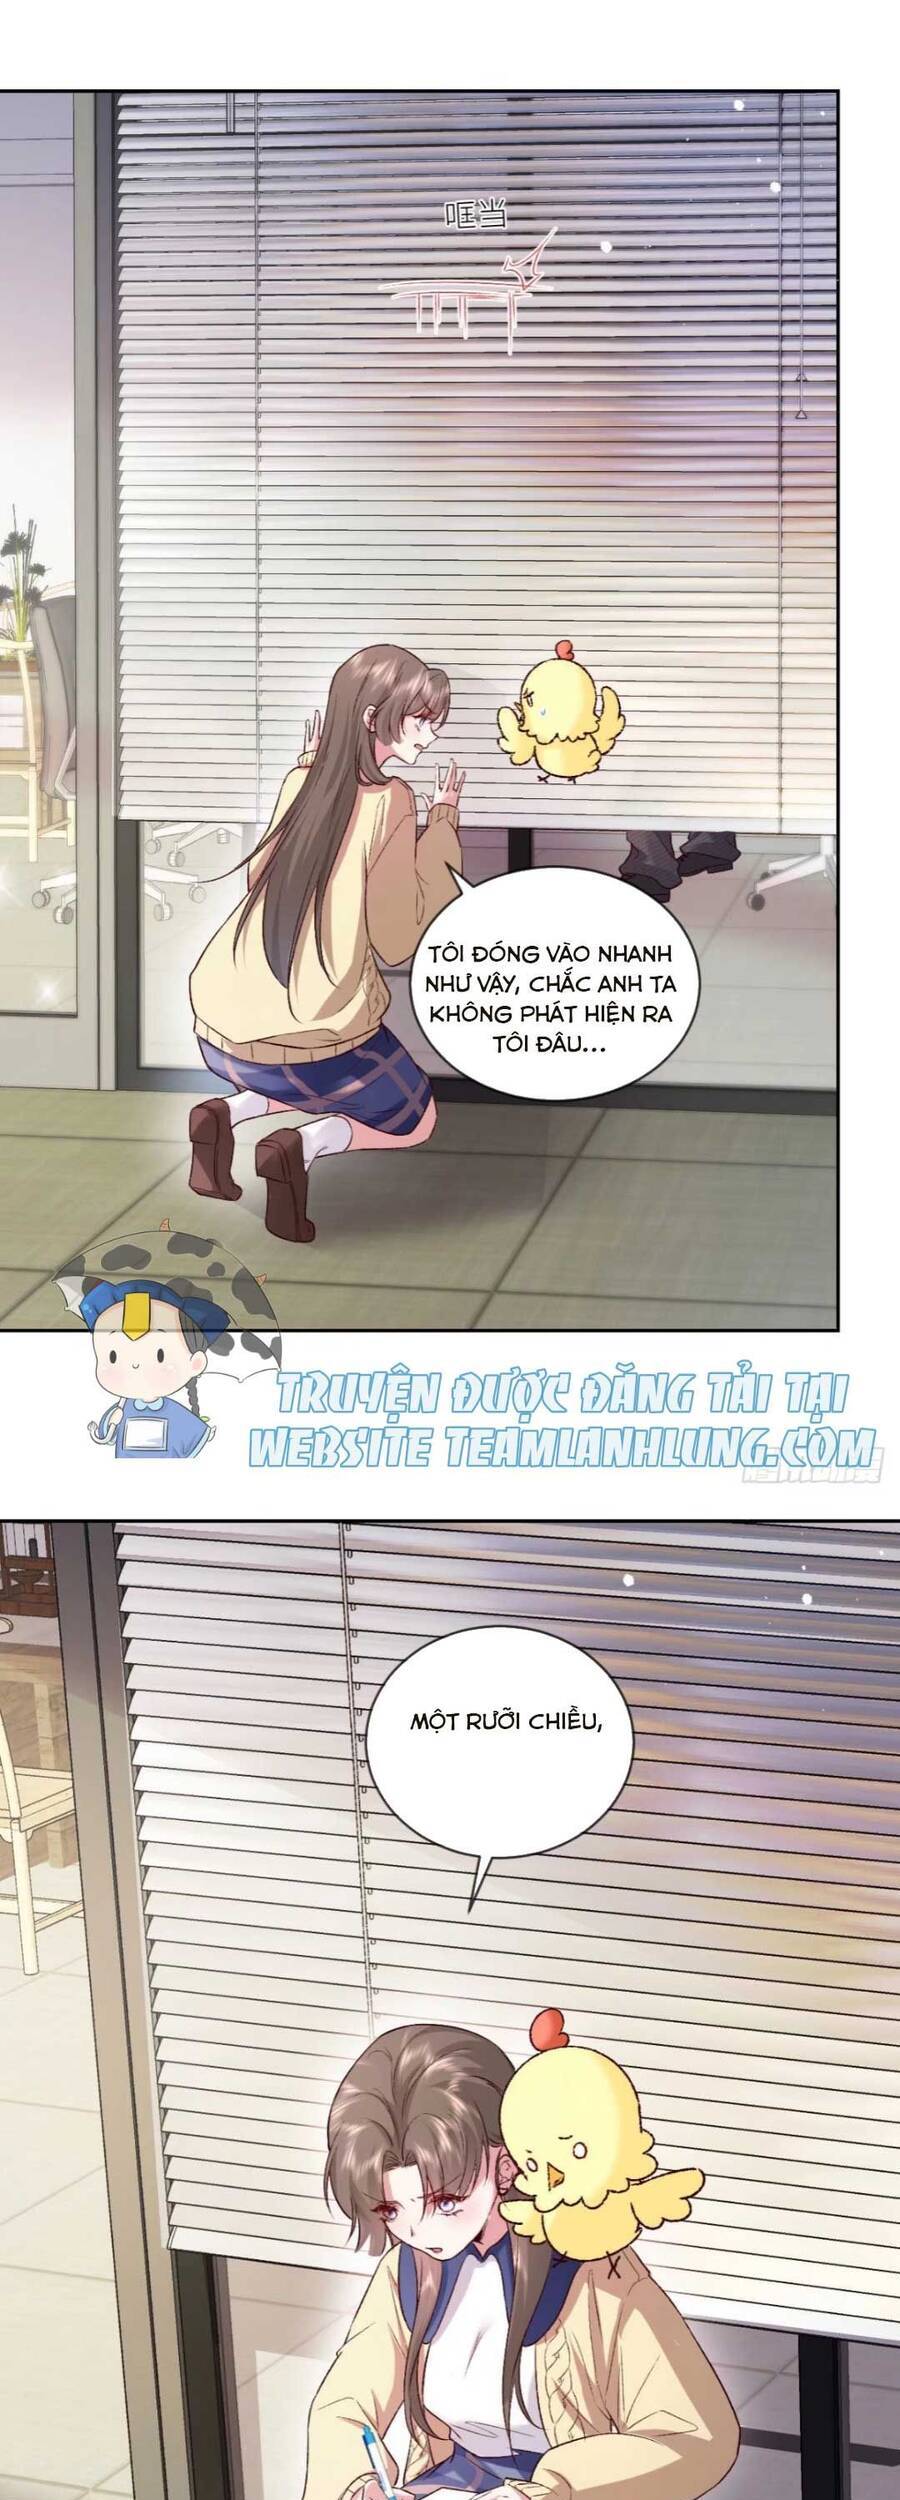 哐当
TÔI ĐÓNG VÀO NHANH
NHƯ VẬY, CHẮC ANH TA
KHÔNG PHÁT HIỆN RA
TÔI ĐÂU...
TRUYỆN ĐƯỢC ĐĂNG TẢI TẠI
WEBSITE TEAMLANHLUNG.COM
MỘT RƯỠI CHIỀU,